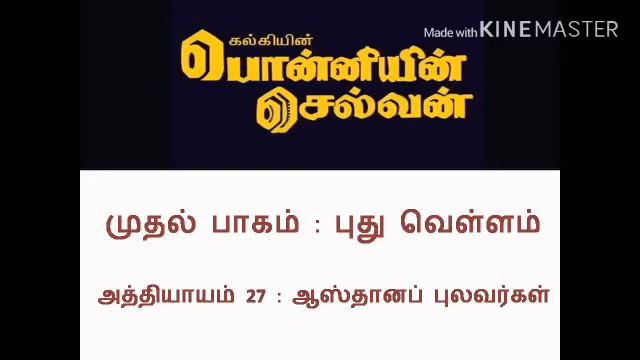 Made with KINEMASTER
கல்கியின்
பொன்னியின்
செல்வன்
முதல் பாகம் : புது வெள்ளம்
அத்தியாயம் 27 : ஆஸ்தானப் புலவர்கள்